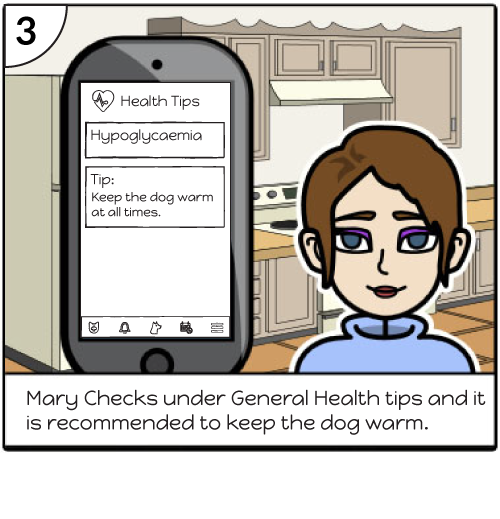 3
Health Tips
Hypoglycaemia
Tip:
Keep the dog warm
at all times.
Mary Checks under General Health tips and it
is recommended to keep the dog warm.